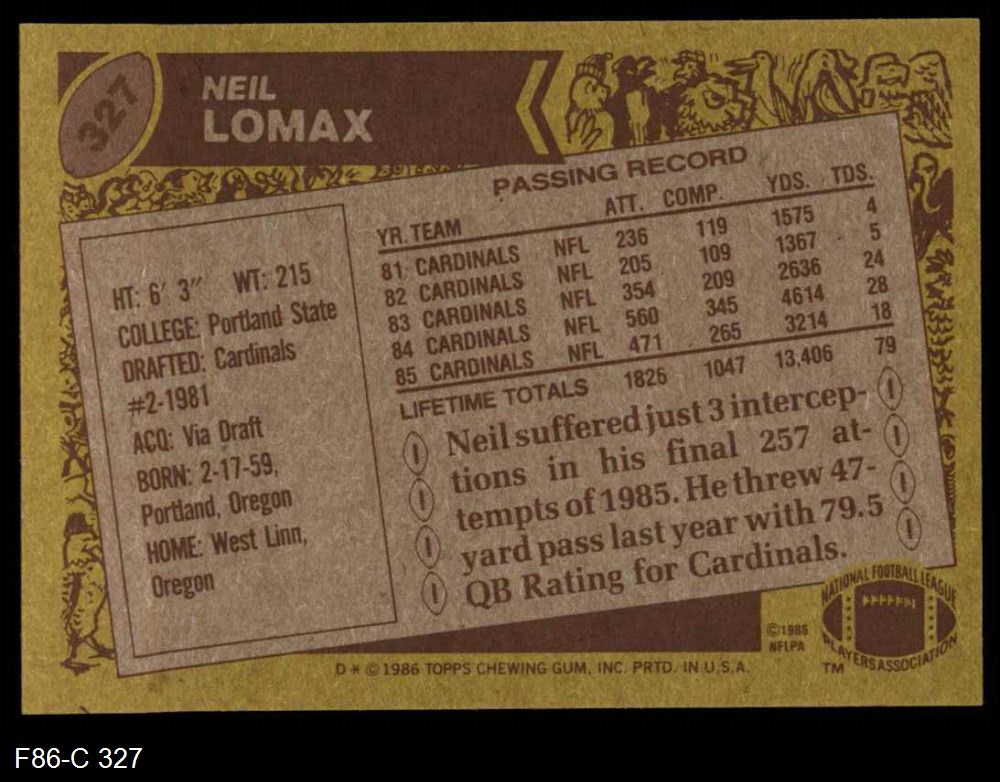 327
NEIL
LOMAX
PASSING RECORD
YR. TEAM ATT. COMP. YDS. TDS.
81 CARDINALS NFL 236 119 1575 4
82 CARDINALS NFL 205 109 1367 5
83 CARDINALS NFL 354 209 2636 24
84 CARDINALS NFL 560 345 4614 28
85 CARDINALS NFL 471 265 3214 18
LIFETIME TOTALS 1826 1047 13,406 79
HT: 6' 3" WT: 215
COLLEGE: Portland State
DRAFTED: Cardinals
#2-1981
ACQ: Via Draft
BORN: 2-17-59,
Portland, Oregon
HOME: West Linn,
Oregon
Neil suffered just 3 intercep-
tions in his final 257 at-
tempts of 1985. He threw 47-
yard pass last year with 79.5
QB Rating for Cardinals.
©1986
NFLPA
NATIONAL FOOTBALL LEAGUE
PLAYERS ASSOCIATION
TM
D * © 1986 TOPPS CHEWING GUM, INC. PRTD. IN U.S.A.
F86-C 327